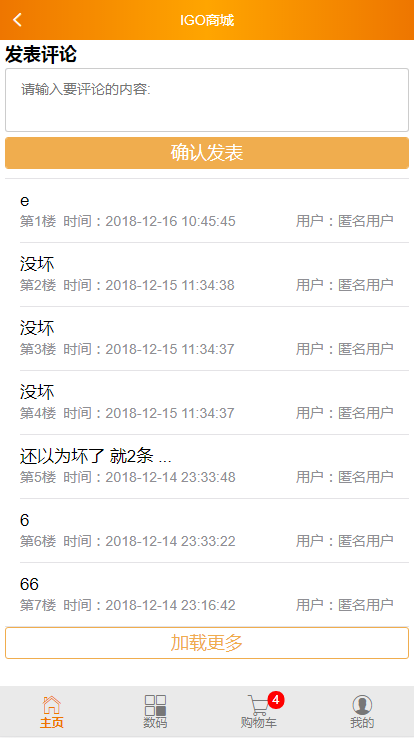 IGO商城
发表评论
请输入要评论的内容:
确认发表
e
第1楼 时间：2018-12-16 10:45:45 用户：匿名用户
没坏
第2楼 时间：2018-12-15 11:34:38 用户：匿名用户
没坏
第3楼 时间：2018-12-15 11:34:37 用户：匿名用户
没坏
第4楼 时间：2018-12-15 11:34:37 用户：匿名用户
还以为坏了 就2条 ...
第5楼 时间：2018-12-14 23:33:48 用户：匿名用户
6
第6楼 时间：2018-12-14 23:33:22 用户：匿名用户
66
第7楼 时间：2018-12-14 23:16:42 用户：匿名用户
加载更多
4
主页 数码 购物车 我的